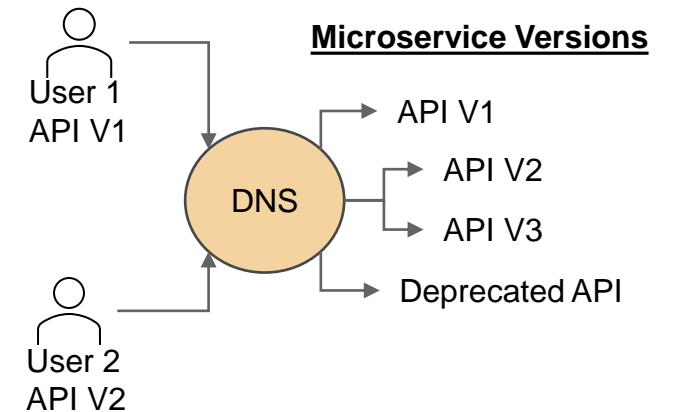 Microservice Versions
User 1
API V1
DNS
API V1
API V2
API V3
Deprecated API
User 2
API V2